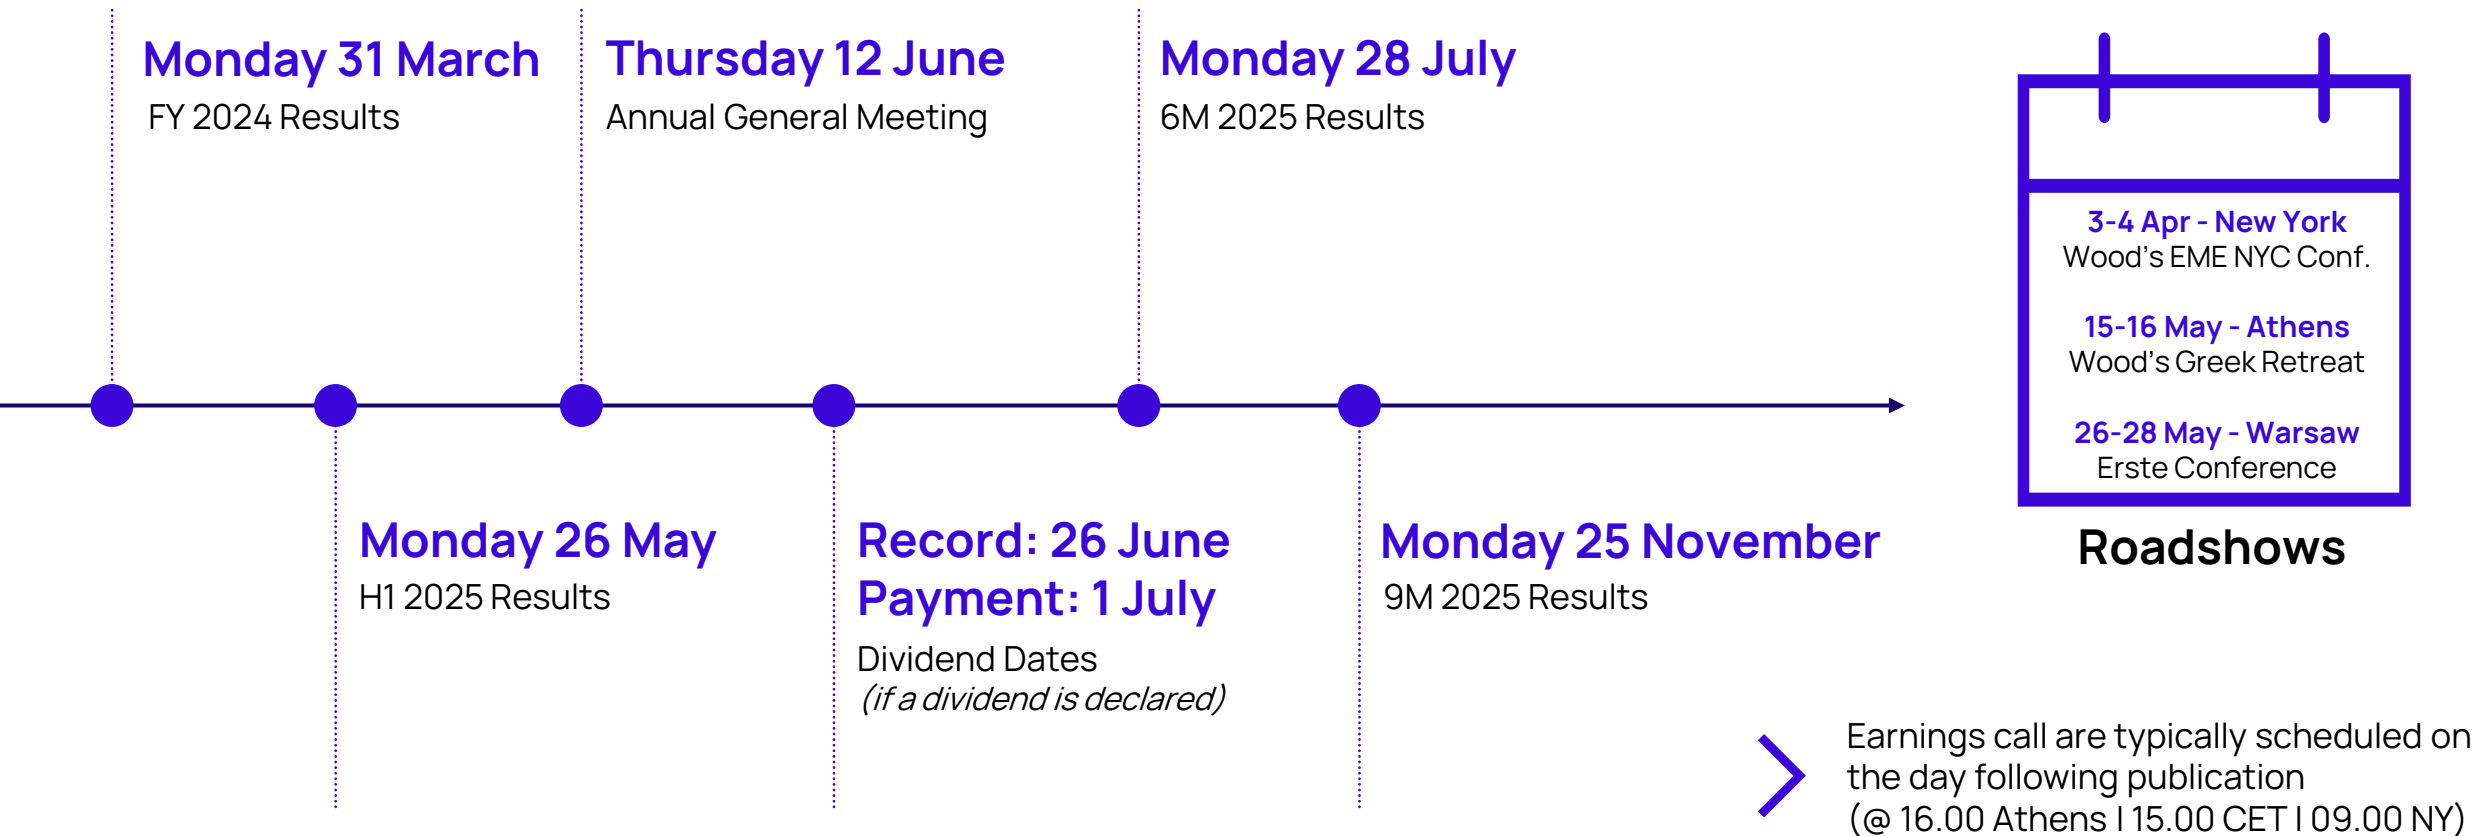 Monday 31 March
FY 2024 Results
Thursday 12 June
Annual General Meeting
Monday 28 July
6M 2025 Results
Monday 26 May
H1 2025 Results
Record: 26 June
Payment: 1 July
Dividend Dates
(if a dividend is declared)
Monday 25 November
9M 2025 Results
3-4 Apr - New York
Wood's EME NYC Conf.
15-16 May - Athens
Wood's Greek Retreat
26-28 May - Warsaw
Erste Conference
Roadshows
Earnings call are typically scheduled on
the day following publication
(@ 16.00 Athens I 15.00 CET I 09.00 NY)